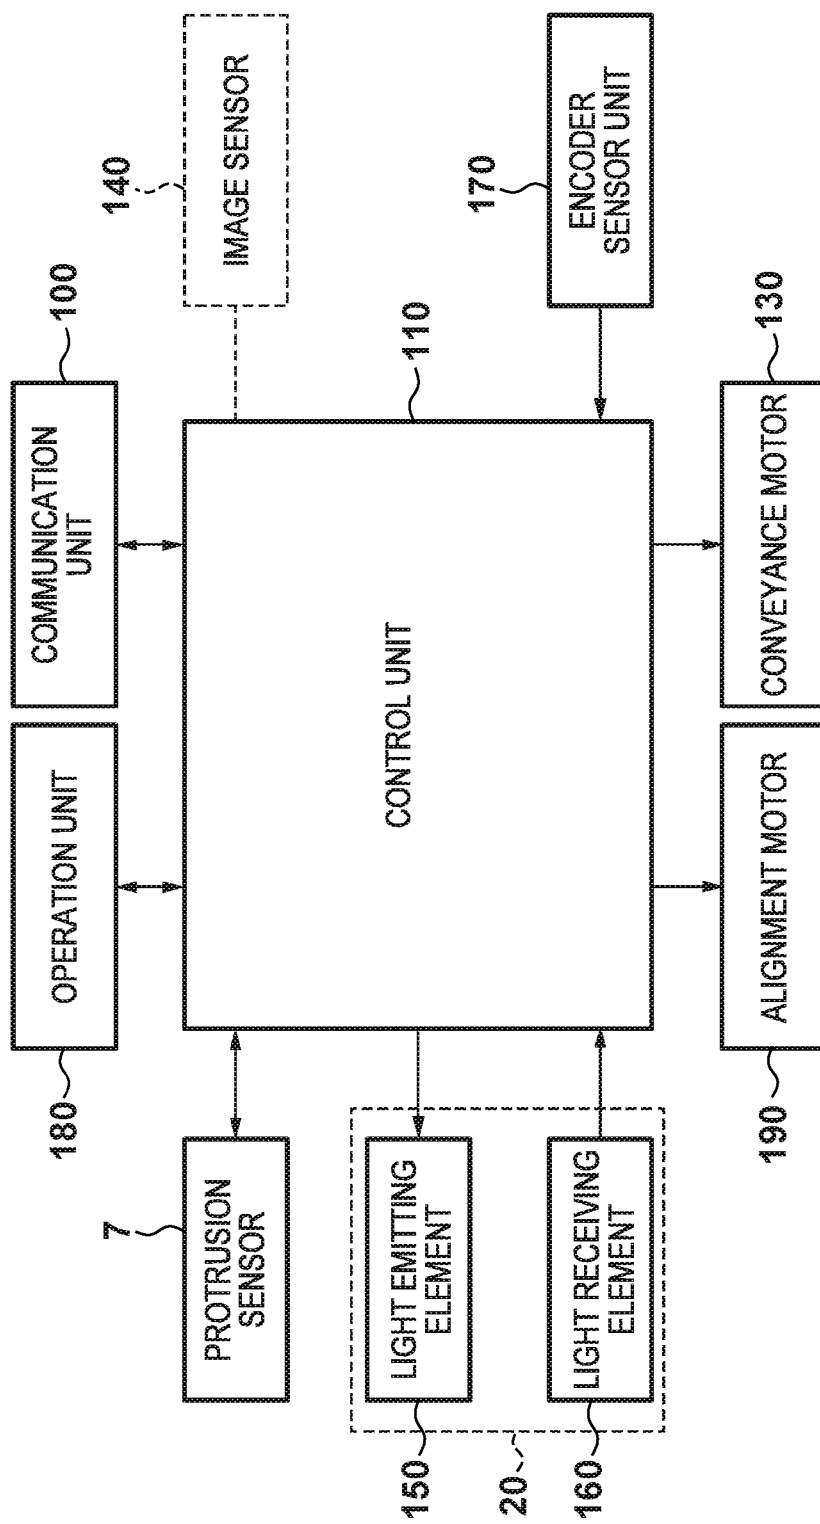 180
OPERATION UNIT
COMMUNICATION
UNIT
100
7
140
PROTRUSION
SENSOR
IMAGE SENSOR
150
LIGHT EMITTING
ELEMENT
CONTROL UNIT
110
20
170
160
LIGHT RECEIVING
ELEMENT
ENCODER
SENSOR UNIT
190
ALIGNMENT MOTOR
CONVEYANCE MOTOR
130